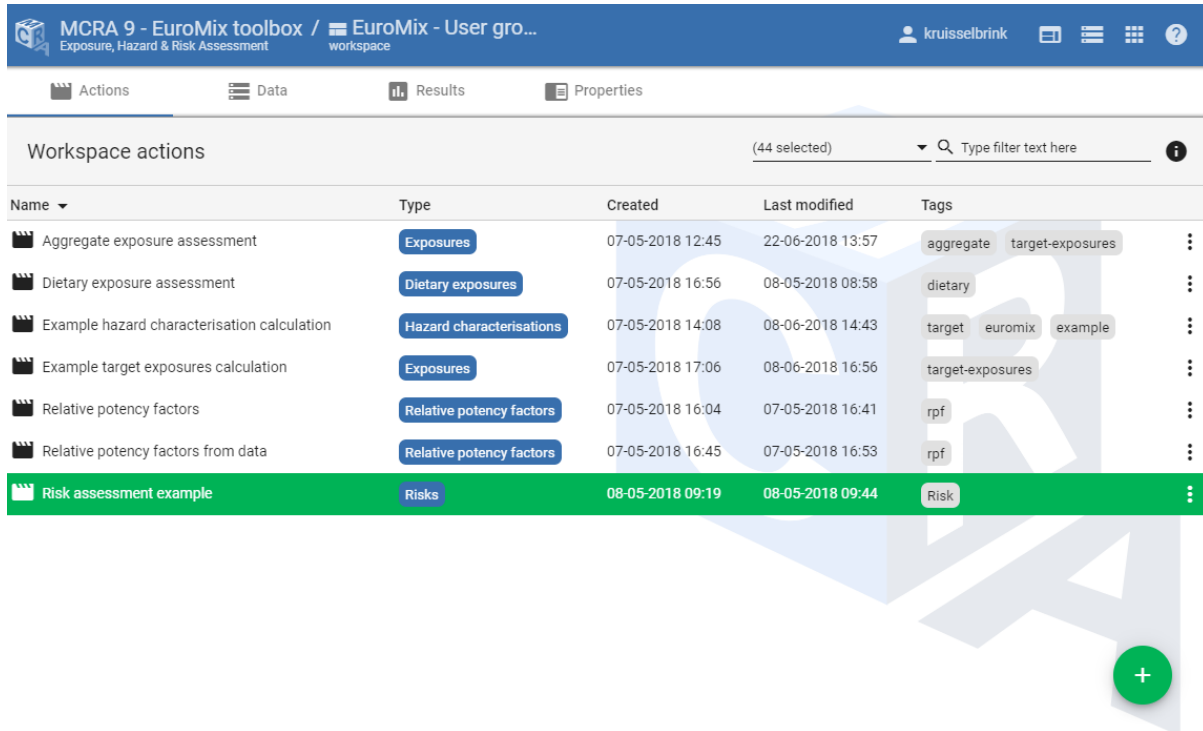 MCRA 9 - EuroMix toolbox / EuroMix - User gro... kruisselbrink
Exposure, Hazard & Risk Assessment workspace
Actions Data Results Properties
Workspace actions (44 selected) Type filter text here
Name Type Created Last modified Tags
Aggregate exposure assessment Exposures 07-05-2018 12:45 22-06-2018 13:57 aggregate target-exposures
Dietary exposure assessment Dietary exposures 07-05-2018 16:56 08-05-2018 08:58 dietary
Example hazard characterisation calculation Hazard characterisations 07-05-2018 14:08 08-06-2018 14:43 target euromix example
Example target exposures calculation Exposures 07-05-2018 17:06 08-06-2018 16:56 target-exposures
Relative potency factors Relative potency factors 07-05-2018 16:04 07-05-2018 16:41 rpf
Relative potency factors from data Relative potency factors 07-05-2018 16:45 07-05-2018 16:53 rpf
Risk assessment example Risks 08-05-2018 09:19 08-05-2018 09:44 Risk